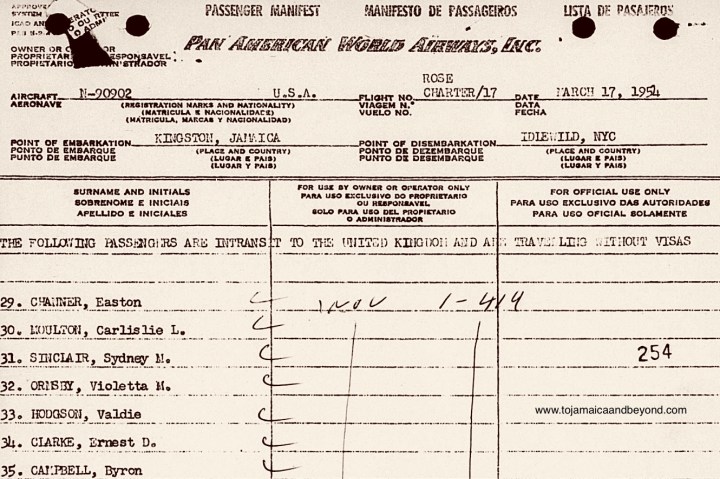 PASSENGER MANIFEST MANIFESTO DE PASSAGEIROS LISTA DE PASAJEROS
PAN AMERICAN WORLD AIRWAYS, INC.
OWNER OR
PROPRIETAR RESPONSAVEL
PROPIETARIO
AIRCRAFT N-90902 U.S.A. FLIGHT NO. ROSE CHARTER/17 DATE MARCH 17, 1954
AERONAVE (REGISTRATION MARKS AND NATIONALITY) VIAGEM N.º DATA
(MATRICULA E NACIONALIDADE) VUELO NO. FECHA
(MATRICULA, MARCAS Y NACIONALIDAD)
POINT OF EMBARKATION KINGSTON, JAMAICA POINT OF DISEMBARKATION IDLEWILD, NYC
PONTO DE EMBARQUE (PLACE AND COUNTRY) PONTO DE DEZEMBARQUE (PLACE AND COUNTRY)
PUNTO DE EMBARQUE (LUGAR E PAIS) PUNTO DE DESEMBARQUE (LUGAR E PAIS)
(LUGAR Y PAIS) (LUGAR Y PAIS)
SURNAME AND INITIALS FOR USE BY OWNER OR OPERATOR ONLY FOR OFFICIAL USE ONLY
SOBRENOME E INICIAIS PARA USO EXCLUSIVO DO PROPRIETARIO PARA USO EXCLUSIVO DAS AUTORIDADES
APELLIDO E INICIALES OU RESPONSAVEL PARA USO OFICIAL SOLAMENTE
SOLO PARA USO DEL PROPIETARIO
O ADMINISTRADOR
THE FOLLOWING PASSENGERS ARE INTRANSIT TO THE UNITED KINGDOM AND ARE TRAVELLING WITHOUT VISAS
29. CHAUNER, Easton 1-414
30. MOULTON, Carlislie L.
31. SINCLAIR, Sydney M. 254
32. ORMSBY, Violetta M.
33. HODGSON, Valdie
www.tojamaicaandbeyond.com
34. CLARKE, Ernest D.
35. CAMPBELL, Byron